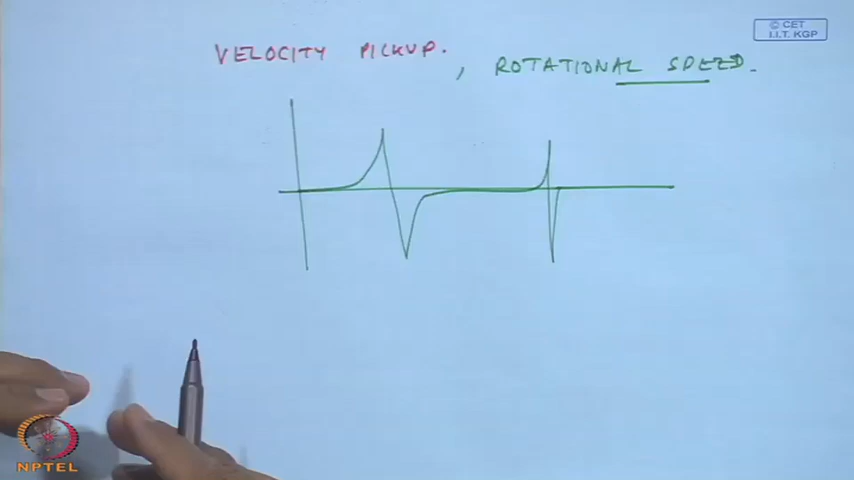 © CET
I.I.T. KGP
VELOCITY PICKUP.
, ROTATIONAL SPEED.
NPTEL